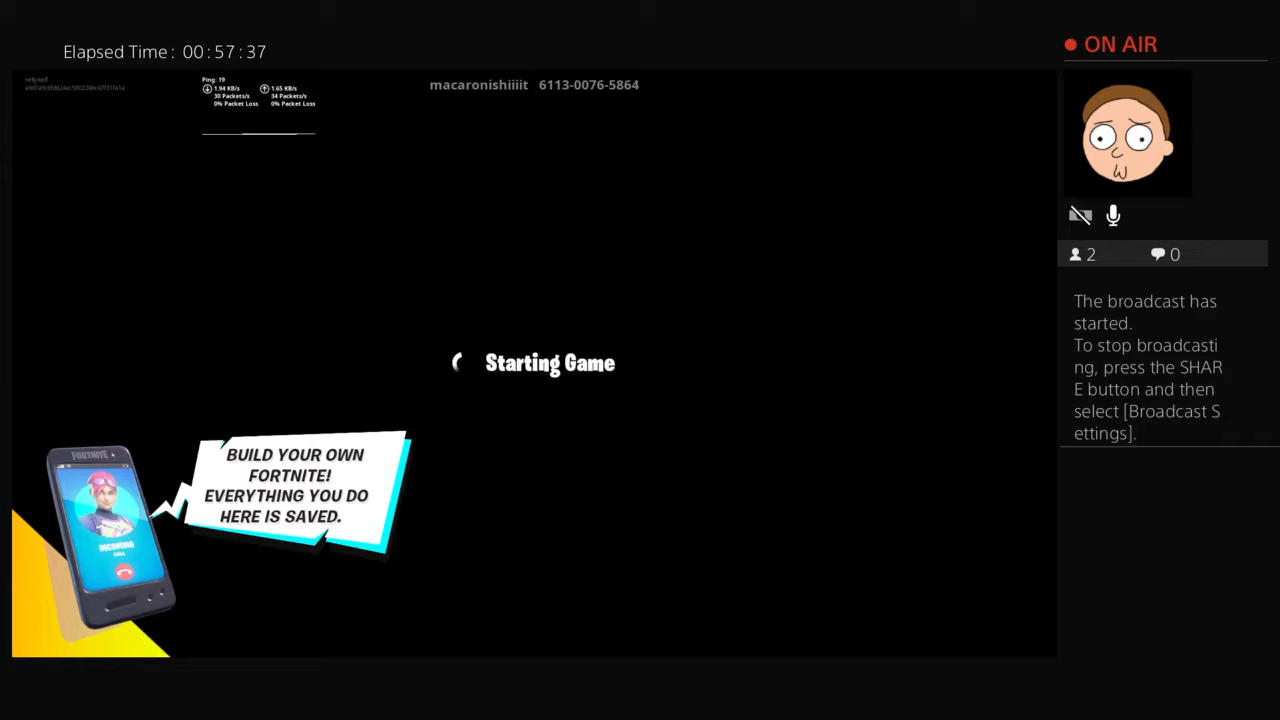 Elapsed Time: 00:57:37
ON AIR
nellywelf
Ping: 19
1.94 KB/s
30 Packets/s
0% Packet Loss
1.65 KB/s
34 Packets/s
0% Packet Loss
macaronishiiiit 6113-0076-5864
2
0
The broadcast has
started.
To stop broadcasti
ng, press the SHAR
E button and then
select [Broadcast S
ettings].
Starting Game
FORTNITE
INCOMING
CALL
BUILD YOUR OWN
FORTNITE!
EVERYTHING YOU DO
HERE IS SAVED.